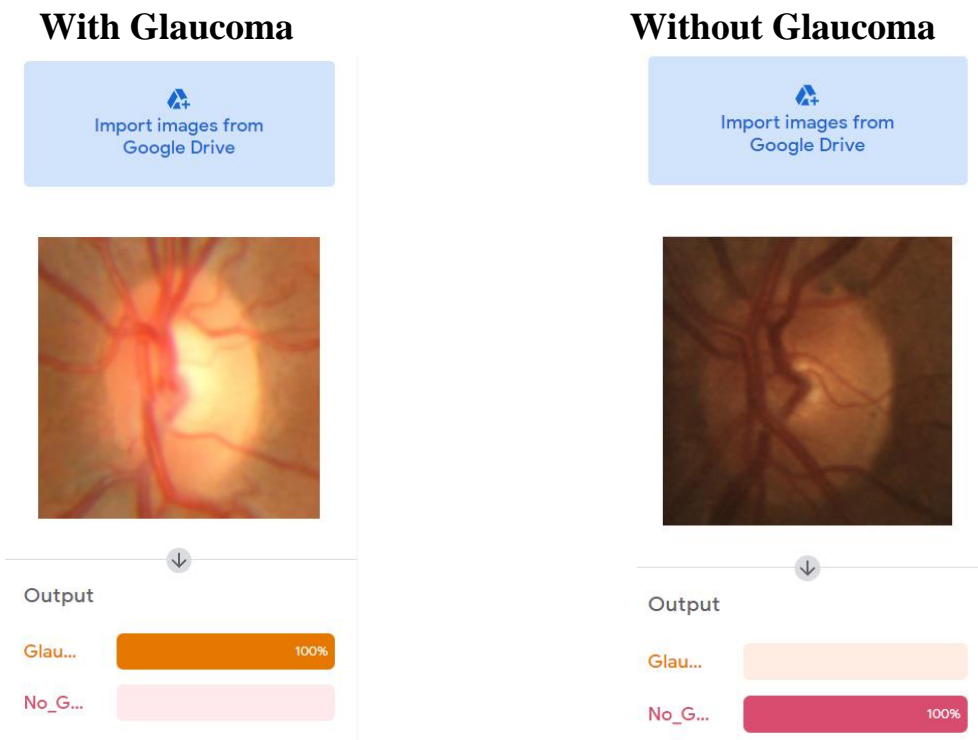 With Glaucoma
Import images from
Google Drive
Output
Glau...
100%
No_G...
Without Glaucoma
Import images from
Google Drive
Output
Glau...
No_G...
100%